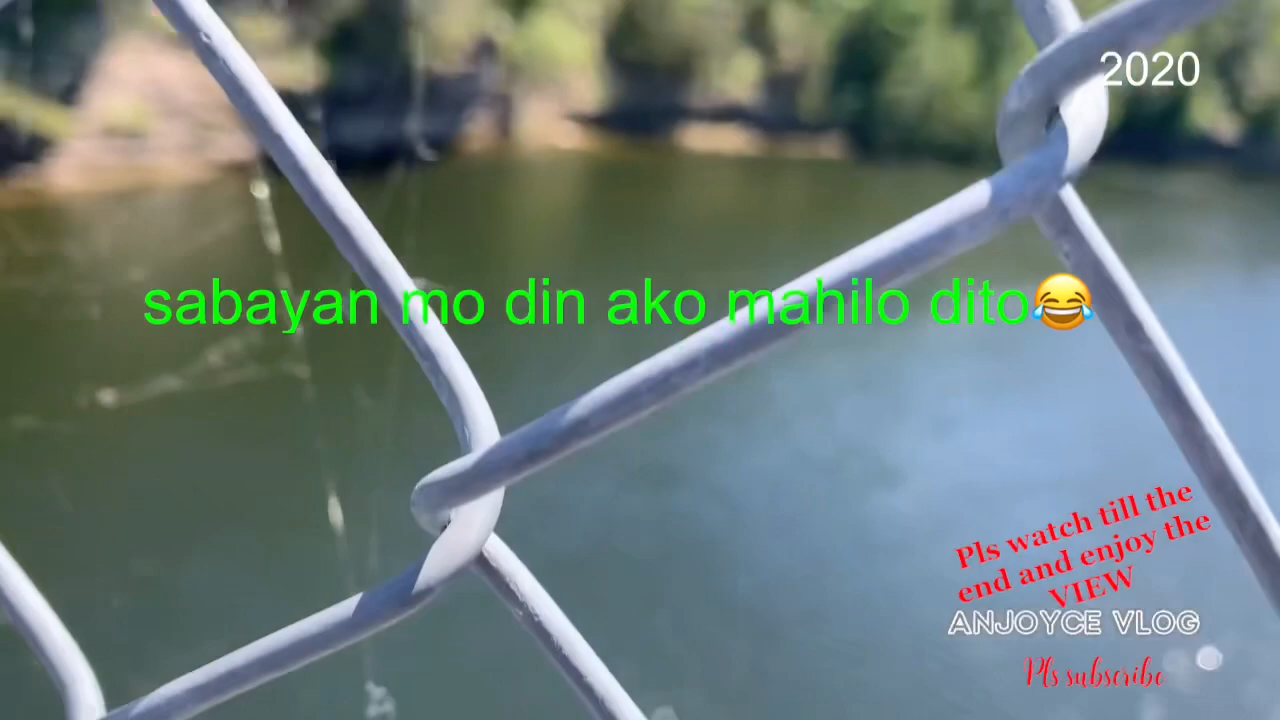 2020
sabayan mo din ako mahilo dito😂
Pls watch till the
end and enjoy the
VIEW
ANJOYCE VLOG
Pls subscribe